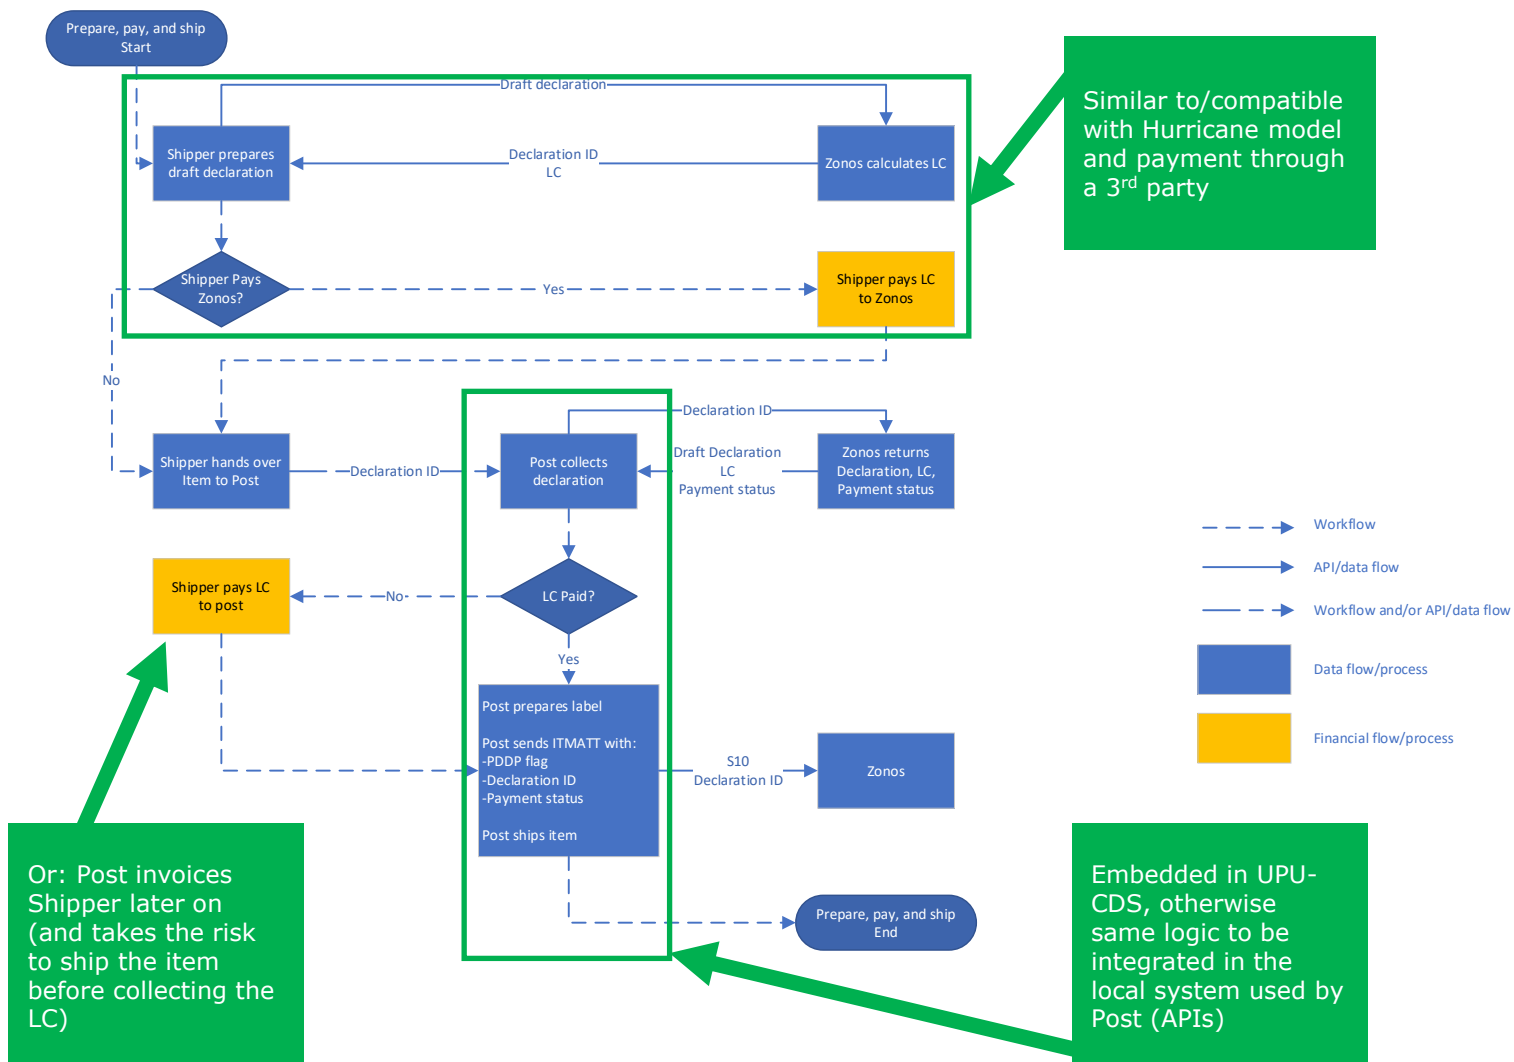 Prepare, pay, and ship
Start
Draft declaration
Similar to/compatible
with Hurricane model
and payment through
a 3rd party
Shipper prepares
draft declaration
Declaration ID
LC
Zonos calculates LC
Shipper Pays
Zonos?
Yes
Shipper pays LC
to Zonos
No
Declaration ID
Shipper hands over
Item to Post
Declaration ID
Post collects
declaration
Draft Declaration
LC
Payment status
Zonos returns
Declaration, LC,
Payment status
Workflow
API/data flow
Workflow and/or API/data flow
Data flow/process
Financial flow/process
Shipper pays LC
to post
No
LC Paid?
Yes
Post prepares label
Post sends ITMATT with:
-PDDP flag
-Declaration ID
-Payment status
Post ships item
S10
Declaration ID
Zonos
Or: Post invoices
Shipper later on
(and takes the risk
to ship the item
before collecting the
LC)
Prepare, pay, and ship
End
Embedded in UPU-
CDS, otherwise
same logic to be
integrated in the
local system used by
Post (APIs)